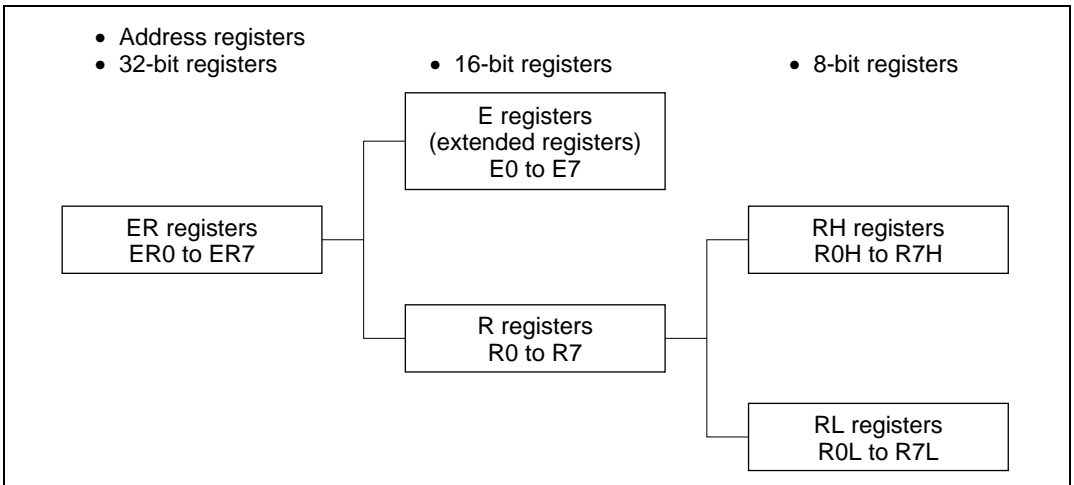 • Address registers
• 32-bit registers
• 16-bit registers
• 8-bit registers
E registers
(extended registers)
E0 to E7
ER registers
ER0 to ER7
RH registers
R0H to R7H
R registers
R0 to R7
RL registers
R0L to R7L